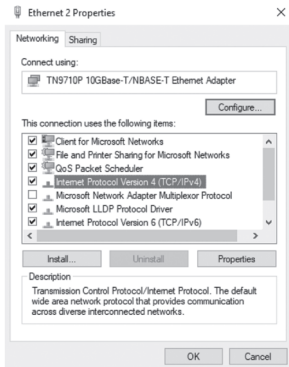 Ethernet 2 Properties
Networking
Sharing
Connect using:
TN9710P 10GBase-T/NBASE-T Ethernet Adapter
Configure...
This connection uses the following items:
Client for Microsoft Networks
File and Printer Sharing for Microsoft Networks
QoS Packet Scheduler
Internet Protocol Version 4 (TCP/IPv4)
Microsoft Network Adapter Multiplexor Protocol
Microsoft LLDP Protocol Driver
Internet Protocol Version 6 (TCP/IPv6)
Install...
Uninstall
Properties
Description
Transmission Control Protocol/Internet Protocol. The default
wide area network protocol that provides communication
across diverse interconnected networks.
OK
Cancel